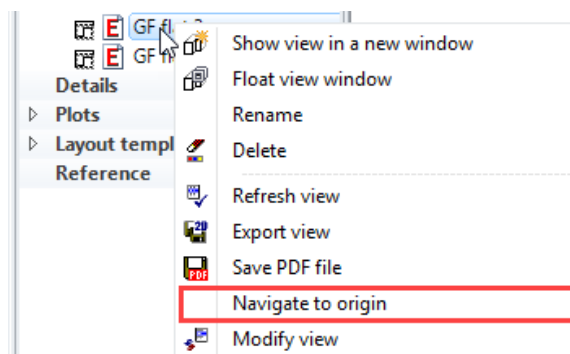 GF fl
Show view in a new window
GF
Float view window
Details
Plots
Rename
Layout templ
Delete
Reference
Refresh view
Export view
Save PDF file
Navigate to origin
Modify view